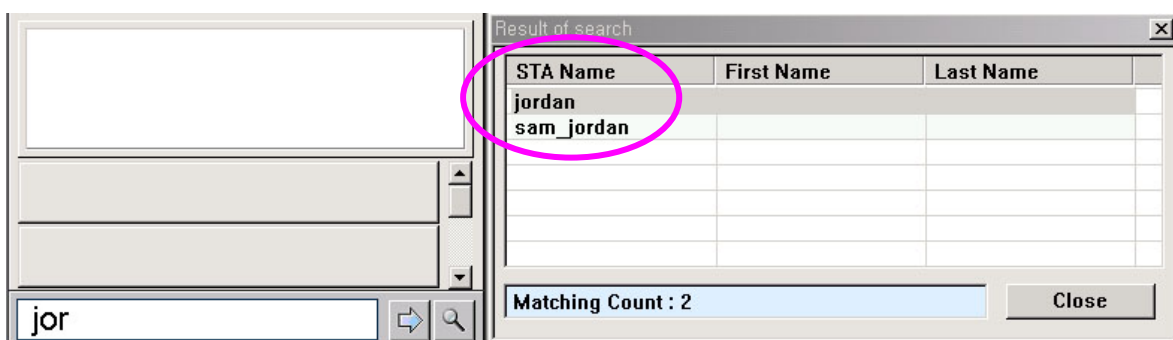 Result of search
STA Name First Name Last Name
jordan
sam_jordan
Matching Count : 2 Close
jor